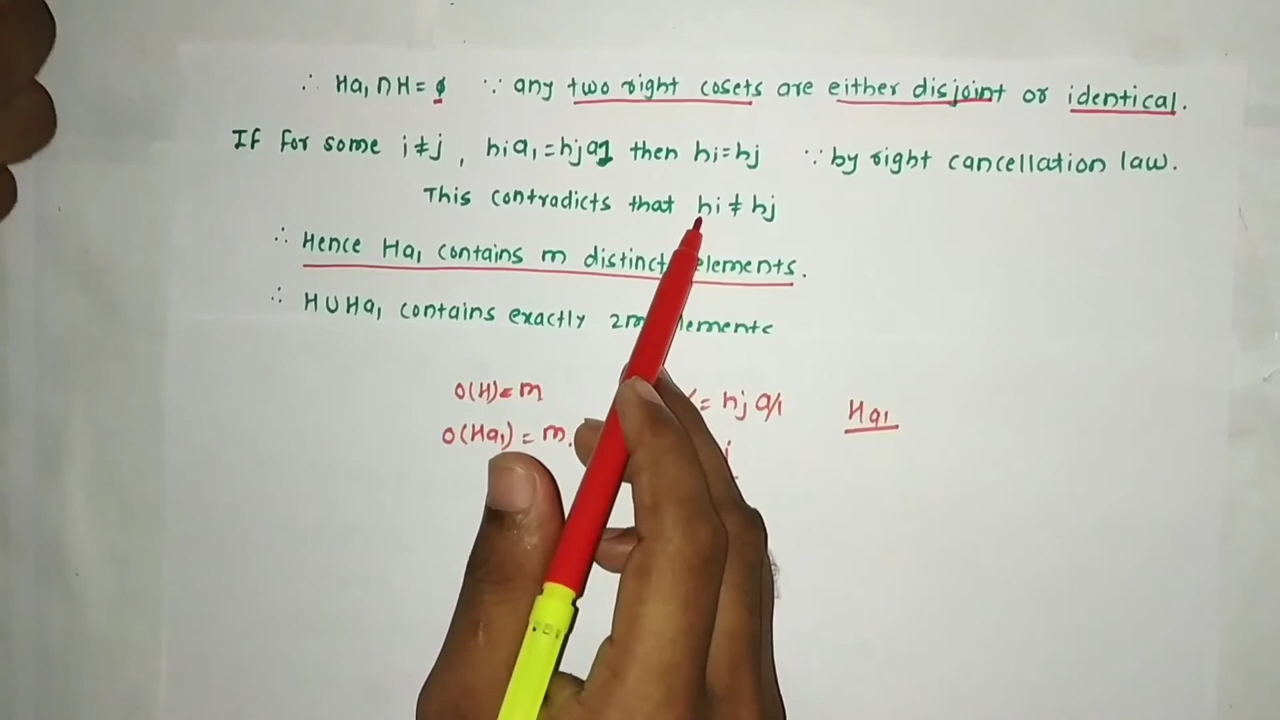 ∴ Ha₁ ∩ H = ϕ ∵ any two right cosets are either disjoint or identical.
If for some i ≠ j , hia₁ = hja1 then hi = hj ∵ by right cancellation law.
This contradicts that hi ≠ hj
∴ Hence Ha₁ contains m distinct elements.
∴ H ∪ Ha₁ contains exactly
o(H) = m = hj a₁ Ha₁
o(Ha₁) = m.